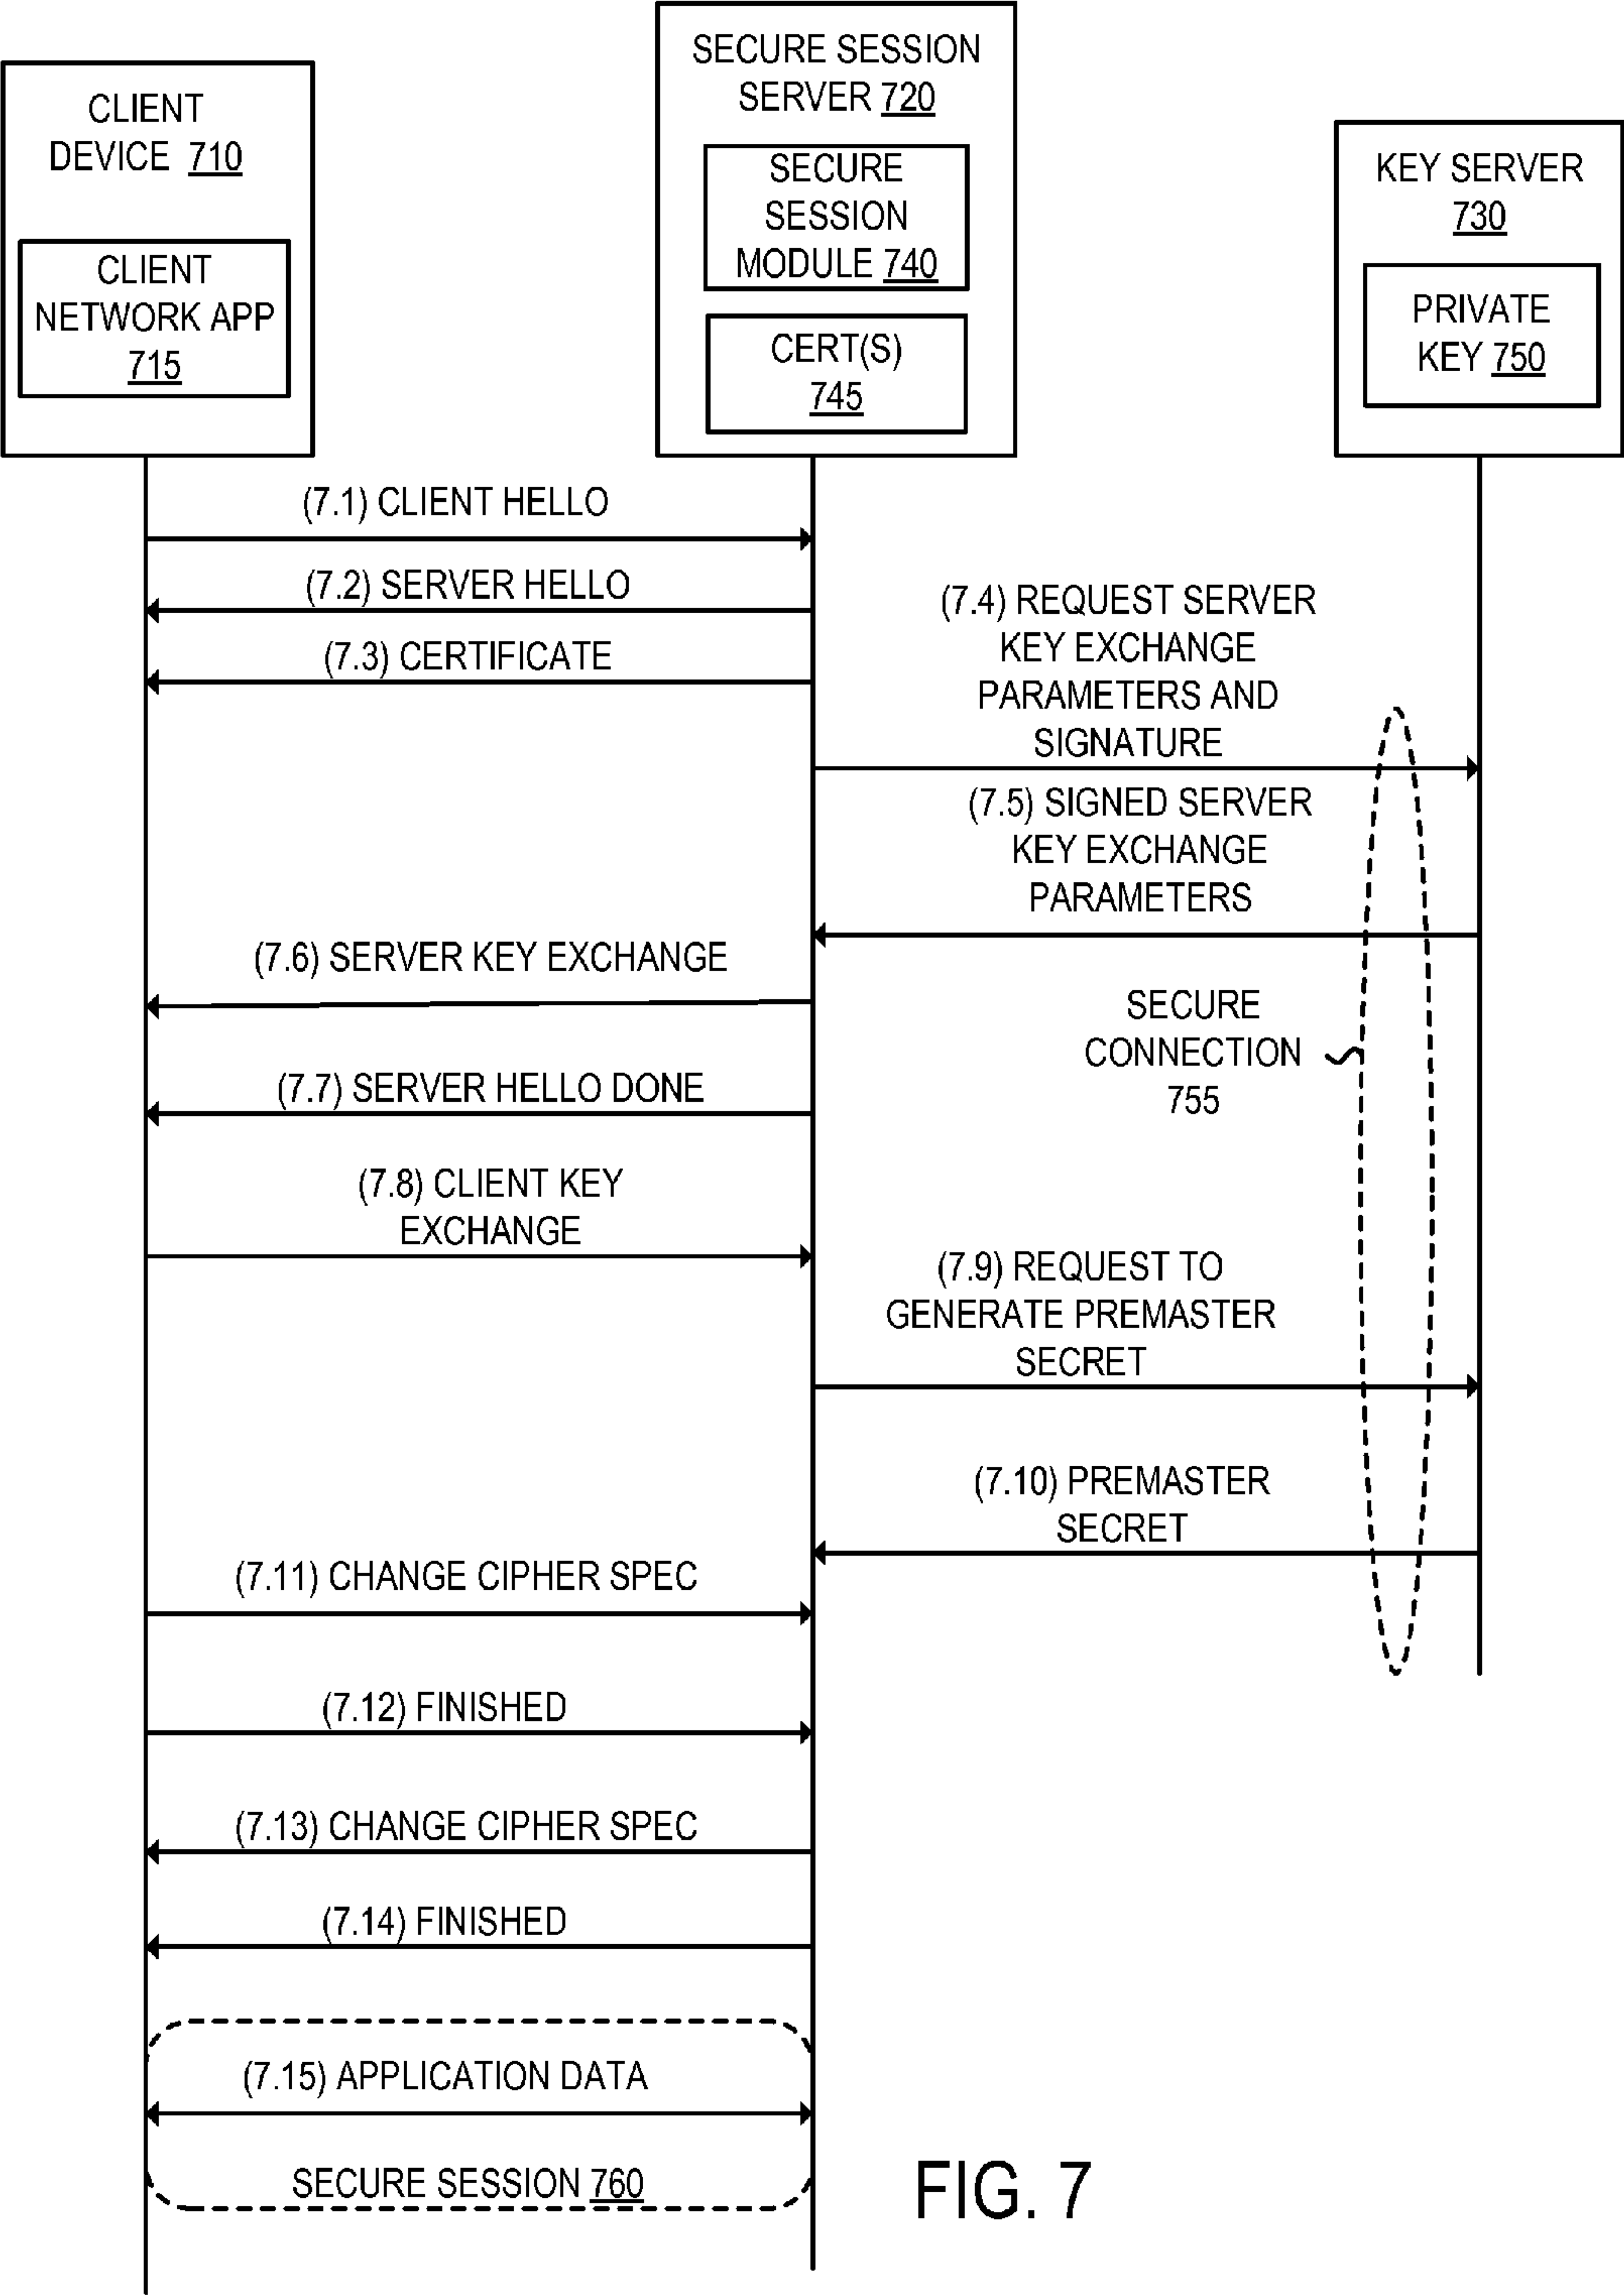 CLIENT
DEVICE 710
CLIENT
NETWORK APP
715
SECURE SESSION
SERVER 720
SECURE
SESSION
MODULE 740
CERT(S)
745
KEY SERVER
730
PRIVATE
KEY 750
(7.1) CLIENT HELLO
(7.2) SERVER HELLO
(7.3) CERTIFICATE
(7.4) REQUEST SERVER
KEY EXCHANGE
PARAMETERS AND
SIGNATURE
(7.5) SIGNED SERVER
KEY EXCHANGE
PARAMETERS
(7.6) SERVER KEY EXCHANGE
SECURE
CONNECTION
755
(7.7) SERVER HELLO DONE
(7.8) CLIENT KEY
EXCHANGE
(7.9) REQUEST TO
GENERATE PREMASTER
SECRET
(7.10) PREMASTER
SECRET
(7.11) CHANGE CIPHER SPEC
(7.12) FINISHED
(7.13) CHANGE CIPHER SPEC
(7.14) FINISHED
(7.15) APPLICATION DATA
SECURE SESSION 760
FIG. 7